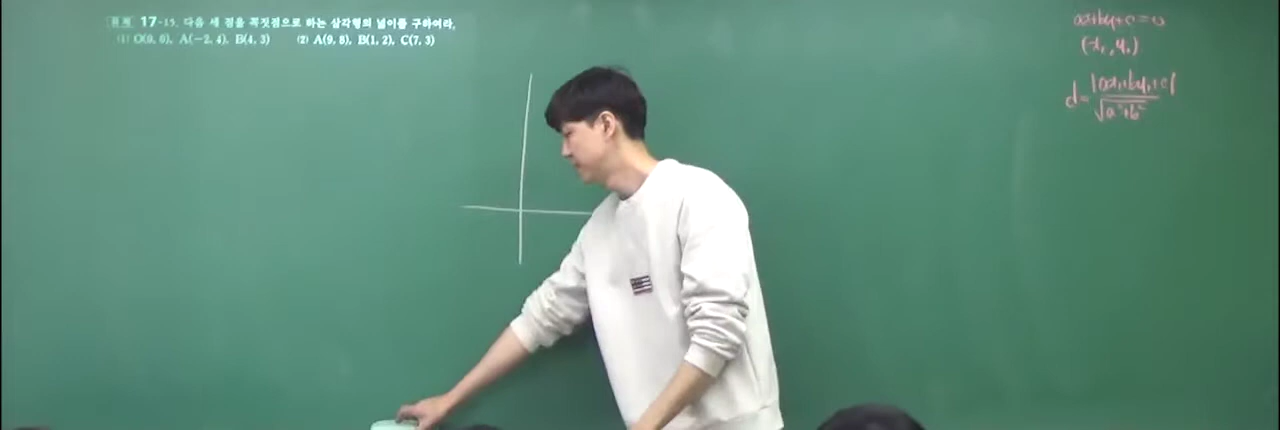 유제 17-15. 다음 세 점을 꼭짓점으로 하는 삼각형의 넓이를 구하여라.
(1) O(0, 0), A(-2, 4), B(4, 3) (2) A(9, 8), B(1, 2), C(7, 3)
ax+by+c=0
(x₁, y₁)
d=|ax₁+by₁+c|/√a²+b²